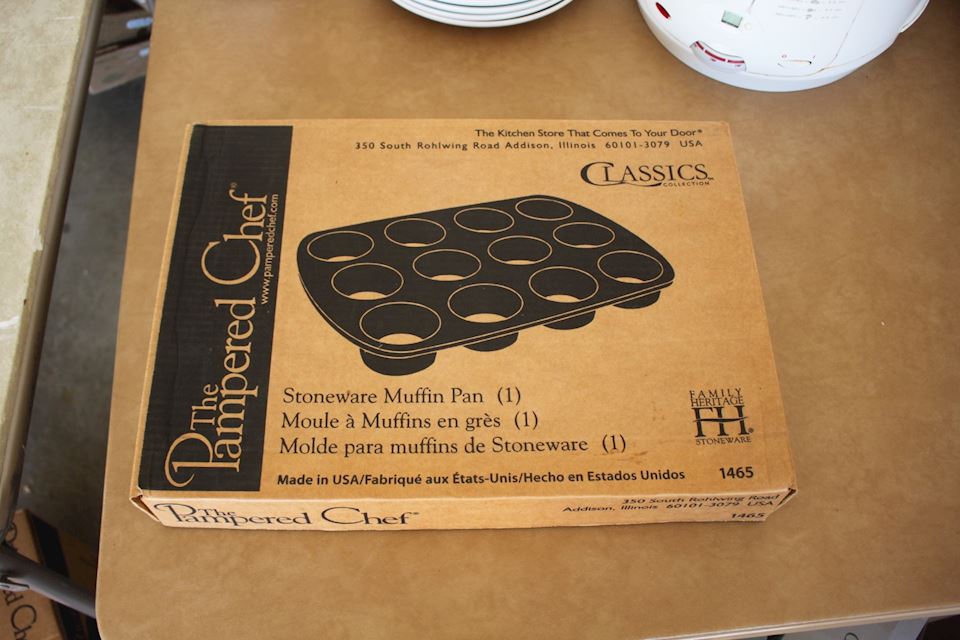 The Kitchen Store That Comes To Your Door®
350 South Rohlwing Road Addison, Illinois 60101-3079 USA
CLASSICS™
COLLECTION
The
Pampered Chef®
www.pamperedchef.com
Stoneware Muffin Pan (1)
Moule à Muffins en grès (1)
Molde para muffins de Stoneware (1)
FAMILY
HERITAGE
FH®
STONEWARE
Made in USA/Fabriqué aux États-Unis/Hecho en Estados Unidos 1465
The
Pampered Chef®
350 South Rohlwing Road
Addison, Illinois 60101-3079 USA
1465